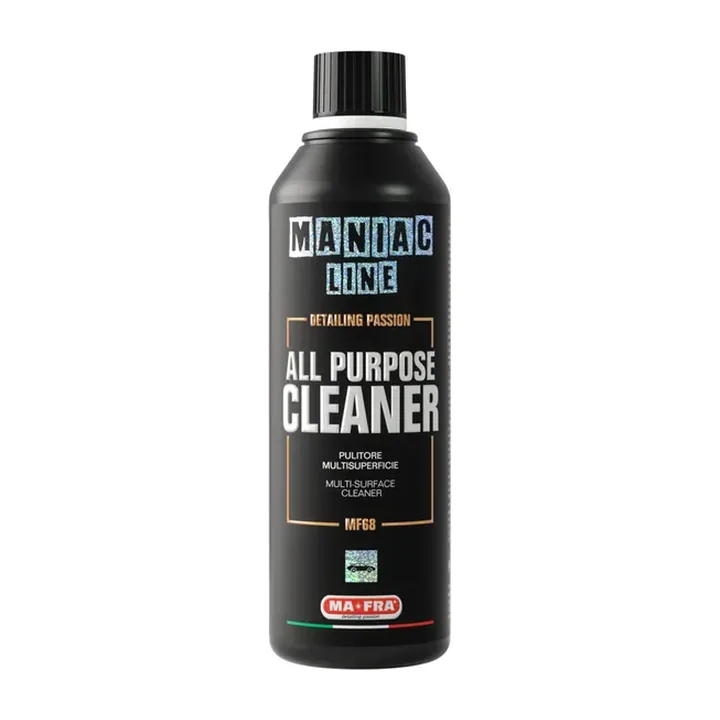 MANIAC
LINE
DETAILING PASSION
ALL PURPOSE
CLEANER
PULITORE
MULTISUPERFICIE
MULTI-SURFACE
CLEANER
MF68
MA★FRA®
detailing passion